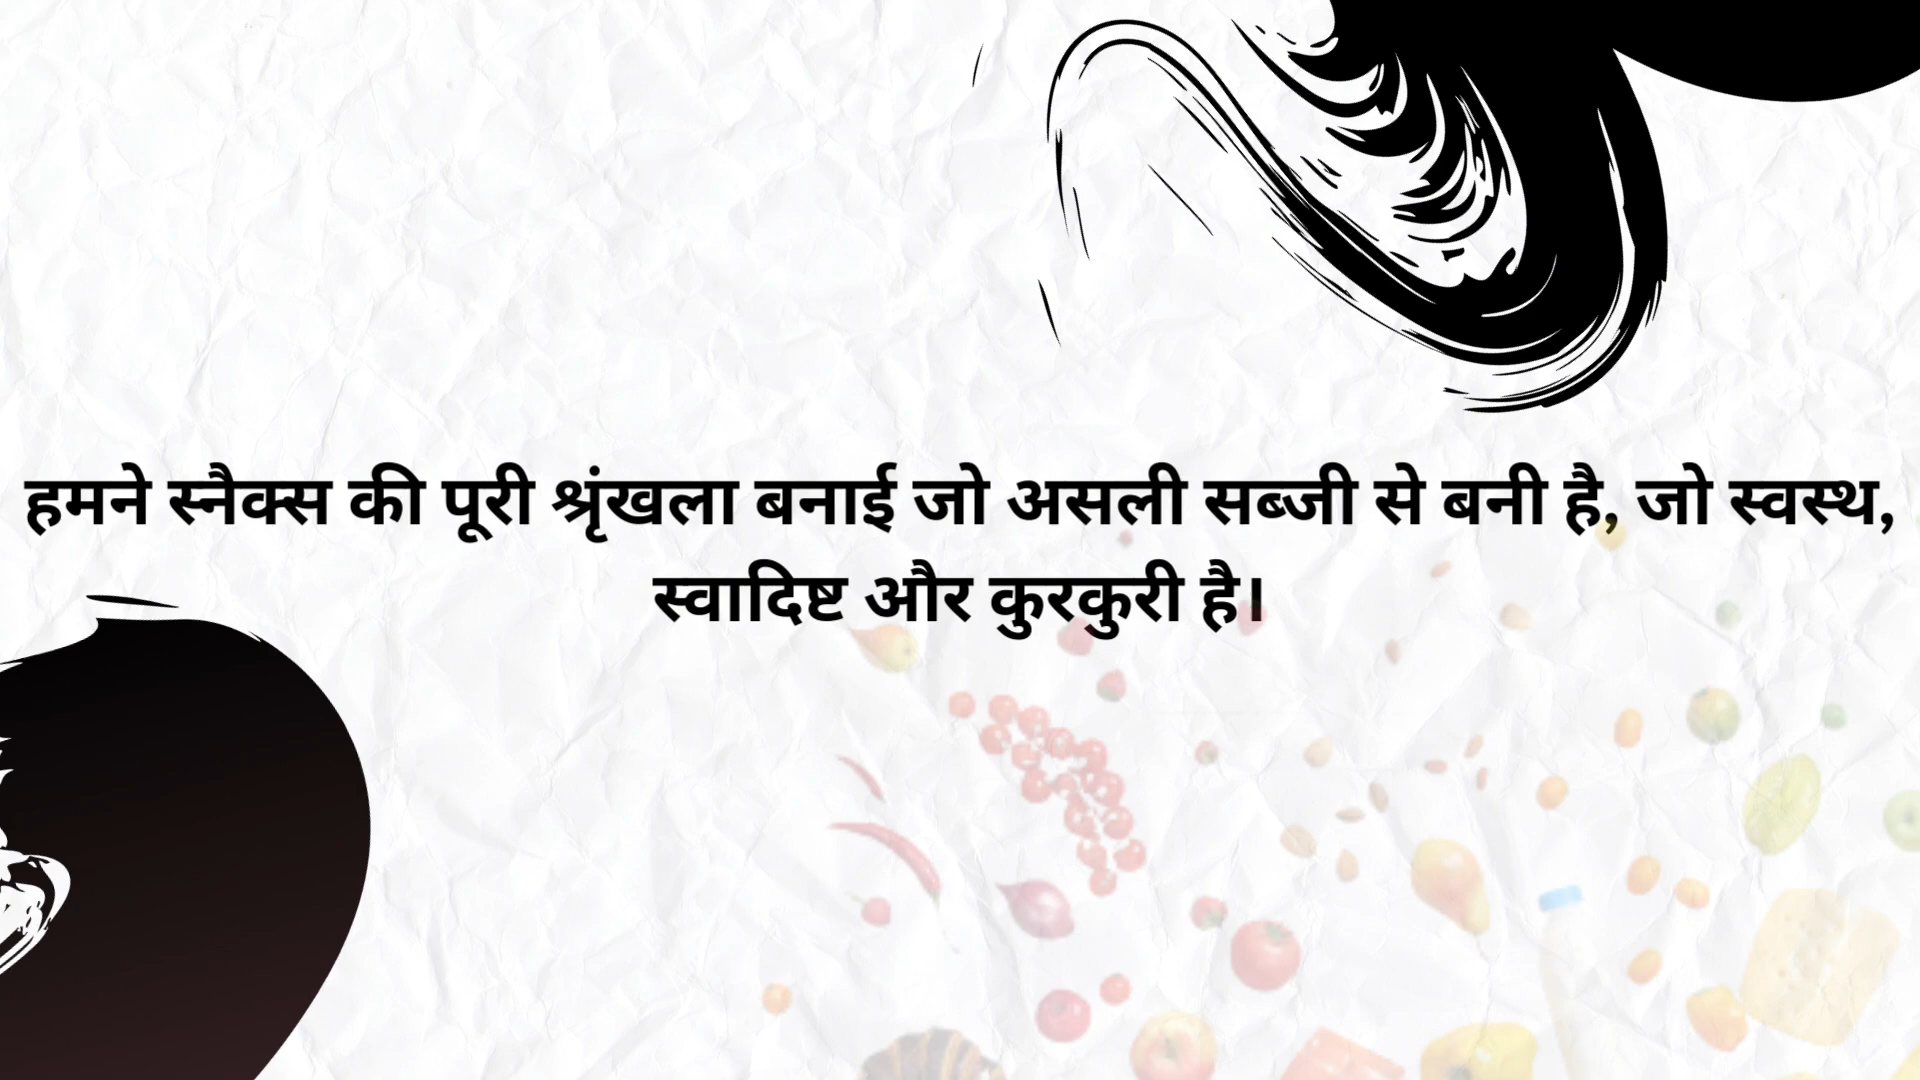 हमने स्नैक्स की पूरी श्रृंखला बनाई जो असली सब्जी से बनी है, जो स्वस्थ,
स्वादिष्ट और कुरकुरी है।